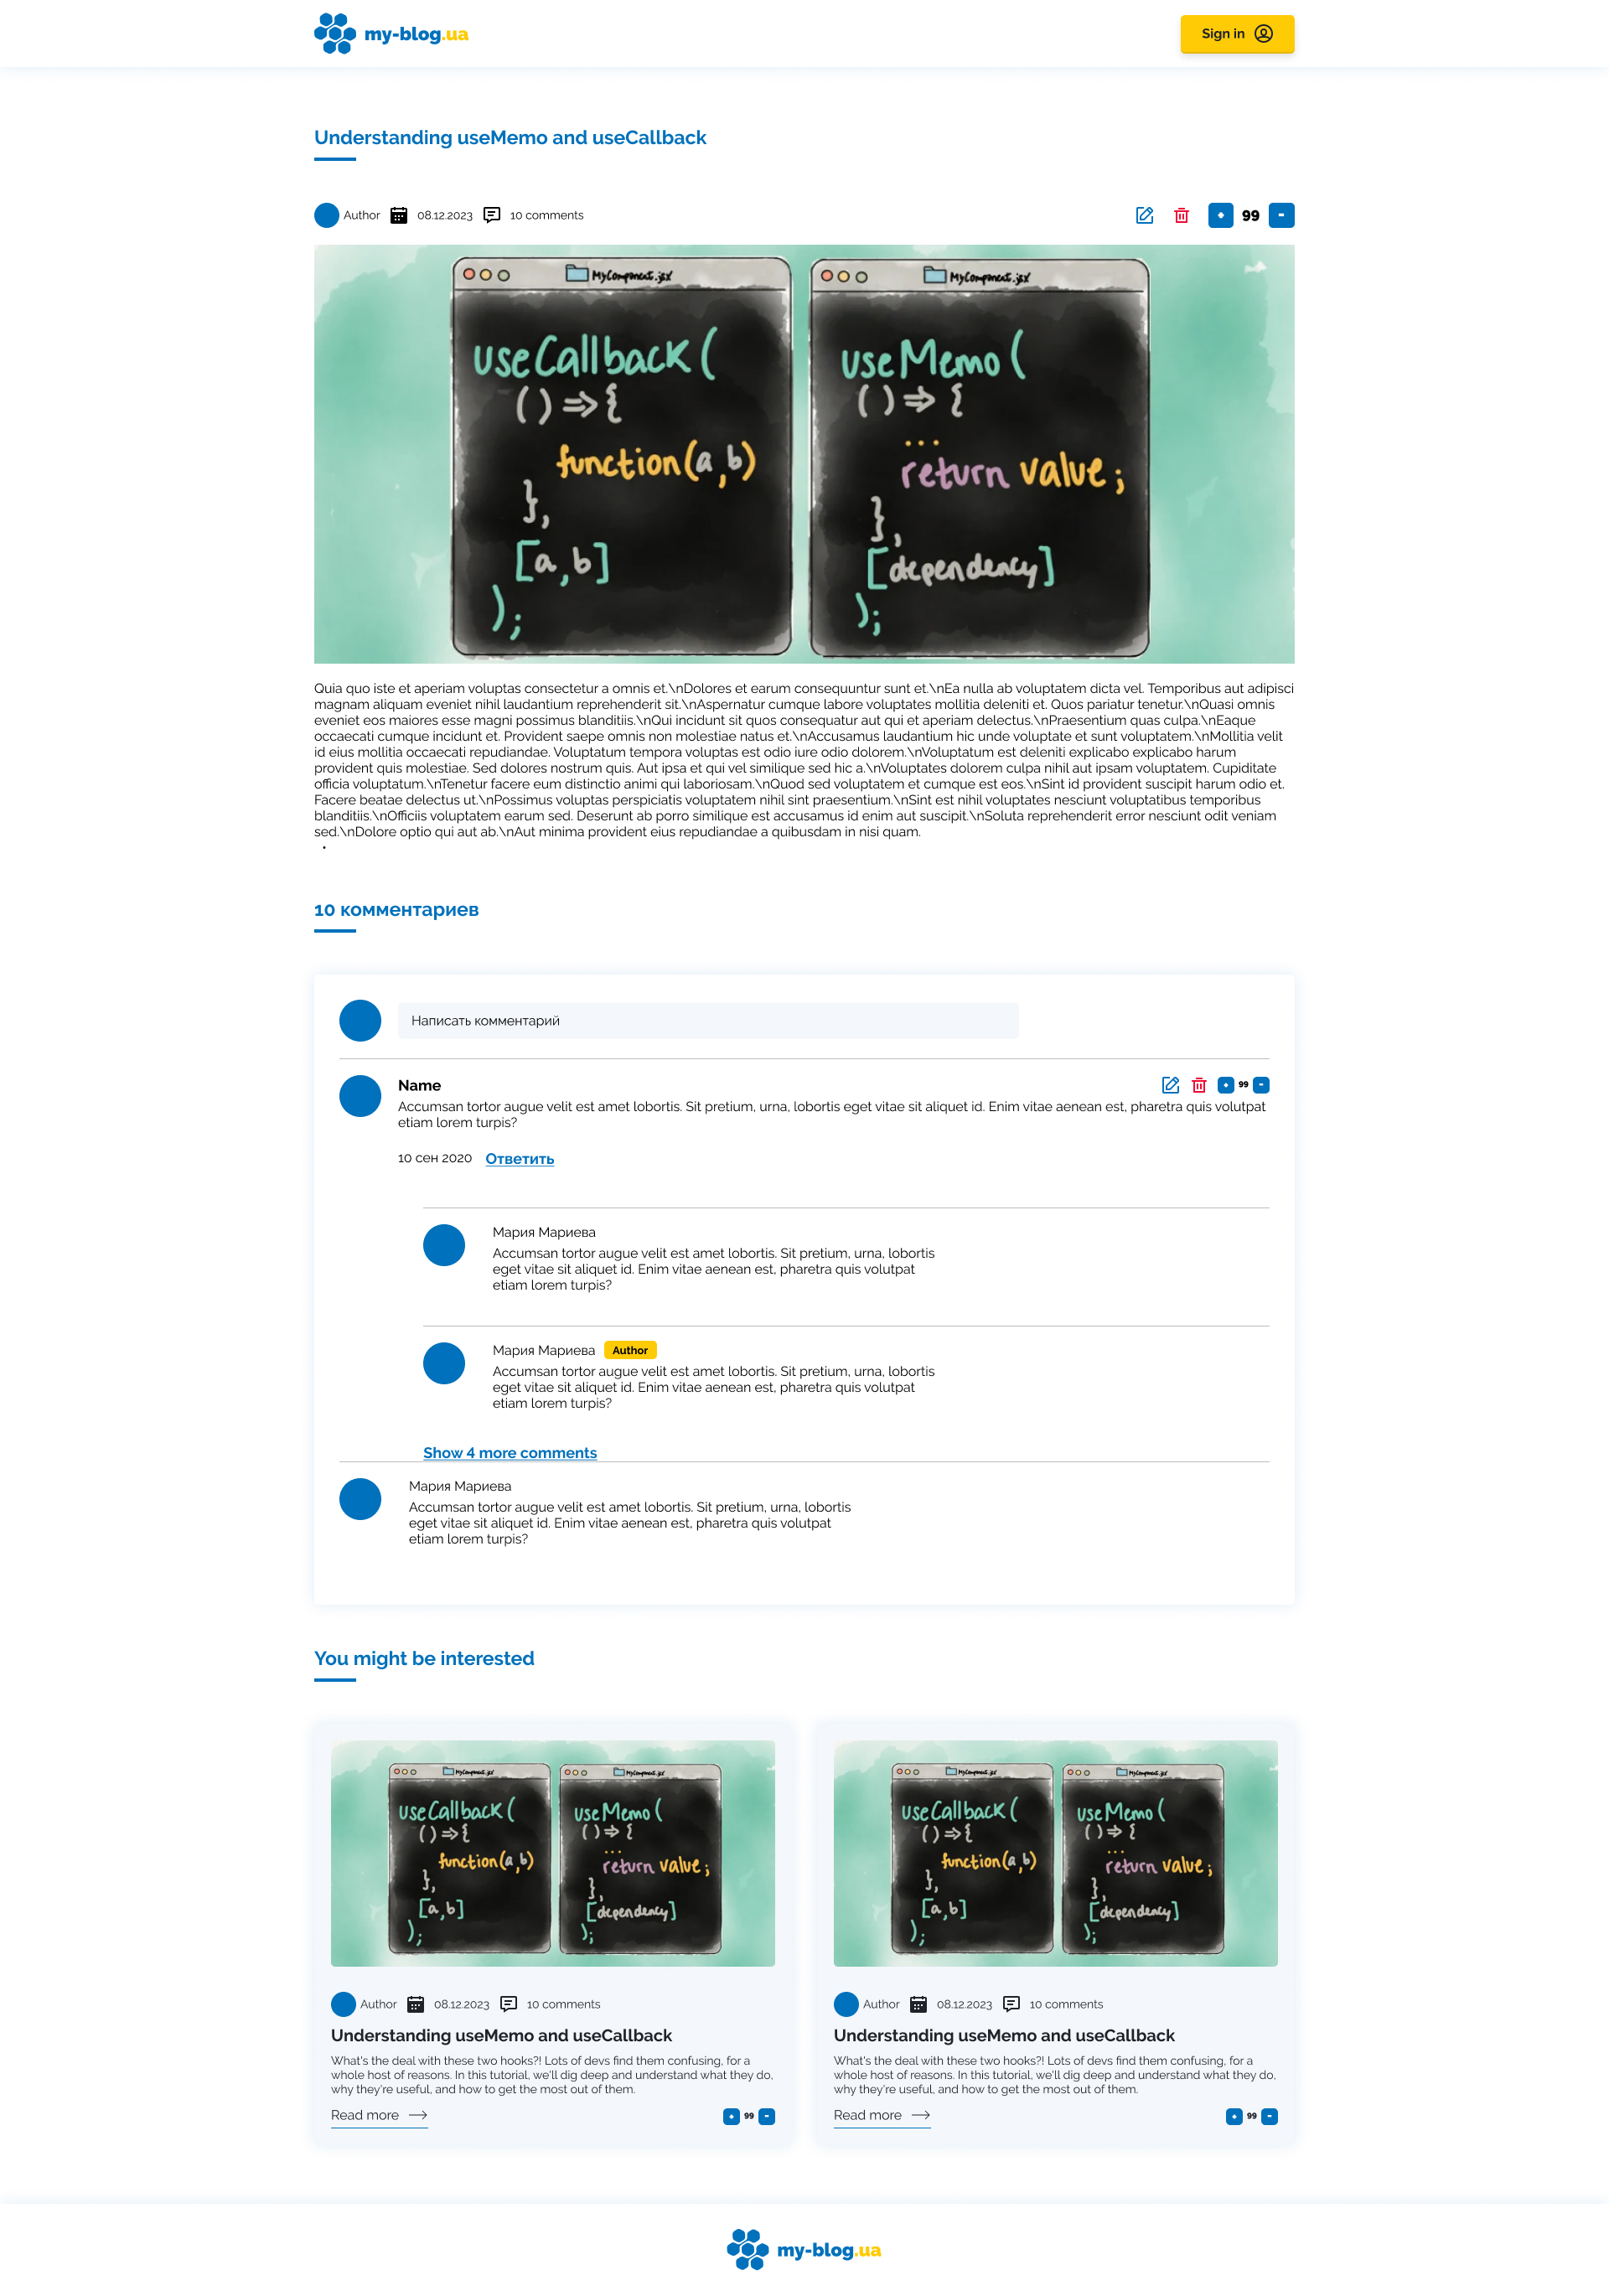 my-blog.ua
Sign in
Understanding useMemo and useCallback
Author 08.12.2023 10 comments
+ 99 -
MyComponent.jsx
useCallback(
() => {
function(a,b)
},
[a,b]
);
MyComponent.jsx
useMemo(
() => {
...
return value;
},
[dependency]
);
Quia quo iste et aperiam voluptas consectetur a omnis et.\nDolores et earum consequuntur sunt et.\nEa nulla ab voluptatem dicta vel. Temporibus aut adipisci
magnam aliquam eveniet nihil laudantium reprehenderit sit.\nAspernatur cumque labore voluptates mollitia deleniti et. Quos pariatur tenetur.\nQuasi omnis
eveniet eos maiores esse magni possimus blanditiis.\nQui incidunt sit quos consequatur aut qui et aperiam delectus.\nPraesentium quas culpa.\nEaque
occaecati cumque incidunt et. Provident saepe omnis non molestiae natus et.\nAccusamus laudantium hic unde voluptate et sunt voluptatem.\nMollitia velit
id eius mollitia occaecati repudiandae. Voluptatum tempora voluptas est odio iure odio dolorem.\nVoluptatum est deleniti explicabo explicabo harum
provident quis molestiae. Sed dolores nostrum quis. Aut ipsa et qui vel similique sed hic a.\nVoluptates dolorem culpa nihil aut ipsam voluptatem. Cupiditate
officia voluptatum.\nTenetur facere eum distinctio animi qui laboriosam.\nQuod sed voluptatem et cumque est eos.\nSint id provident suscipit harum odio et.
Facere beatae delectus ut.\nPossimus voluptas perspiciatis voluptatem nihil sint praesentium.\nSint est nihil voluptates nesciunt voluptatibus temporibus
blanditiis.\nOfficiis voluptatem earum sed. Deserunt ab porro similique est accusamus id enim aut suscipit.\nSoluta reprehenderit error nesciunt odit veniam
sed.\nDolore optio qui aut ab.\nAut minima provident eius repudiandae a quibusdam in nisi quam.
•
10 комментариев
Написать комментарий
Name
+ 99 -
Accumsan tortor augue velit est amet lobortis. Sit pretium, urna, lobortis eget vitae sit aliquet id. Enim vitae aenean est, pharetra quis volutpat
etiam lorem turpis?
10 сен 2020 Ответить
Мария Мариева
Accumsan tortor augue velit est amet lobortis. Sit pretium, urna, lobortis
eget vitae sit aliquet id. Enim vitae aenean est, pharetra quis volutpat
etiam lorem turpis?
Мария Мариева Author
Accumsan tortor augue velit est amet lobortis. Sit pretium, urna, lobortis
eget vitae sit aliquet id. Enim vitae aenean est, pharetra quis volutpat
etiam lorem turpis?
Show 4 more comments
Мария Мариева
Accumsan tortor augue velit est amet lobortis. Sit pretium, urna, lobortis
eget vitae sit aliquet id. Enim vitae aenean est, pharetra quis volutpat
etiam lorem turpis?
You might be interested
MyComponent.jsx
useCallback(
() => {
function(a,b)
},
[a,b]
);
MyComponent.jsx
useMemo(
() => {
...
return value;
},
[dependency]
);
Author 08.12.2023 10 comments
Understanding useMemo and useCallback
What's the deal with these two hooks?! Lots of devs find them confusing, for a
whole host of reasons. In this tutorial, we'll dig deep and understand what they do,
why they're useful, and how to get the most out of them.
Read more
+ 99 -
MyComponent.jsx
useCallback(
() => {
function(a,b)
},
[a,b]
);
MyComponent.jsx
useMemo(
() => {
...
return value;
},
[dependency]
);
Author 08.12.2023 10 comments
Understanding useMemo and useCallback
What's the deal with these two hooks?! Lots of devs find them confusing, for a
whole host of reasons. In this tutorial, we'll dig deep and understand what they do,
why they're useful, and how to get the most out of them.
Read more
+ 99 -
my-blog.ua